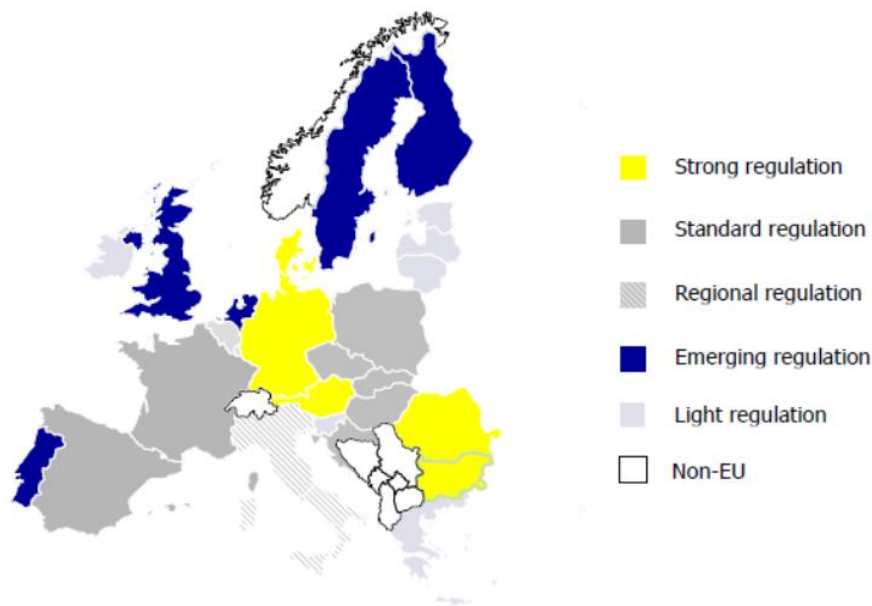 Strong regulation
Standard regulation
Regional regulation
Emerging regulation
Light regulation
Non-EU